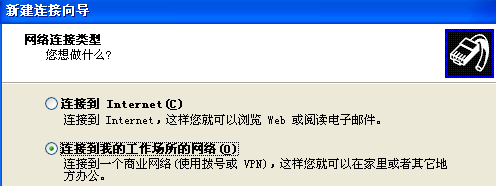 新建连接向导
网络连接类型
您想做什么?
连接到 Internet(C)
连接到 Internet,这样您就可以浏览 Web 或阅读电子邮件。
连接到我的工作场所的网络(O)
连接到一个商业网络(使用拨号或 VPN),这样您就可以在家里或者其它地
方办公。